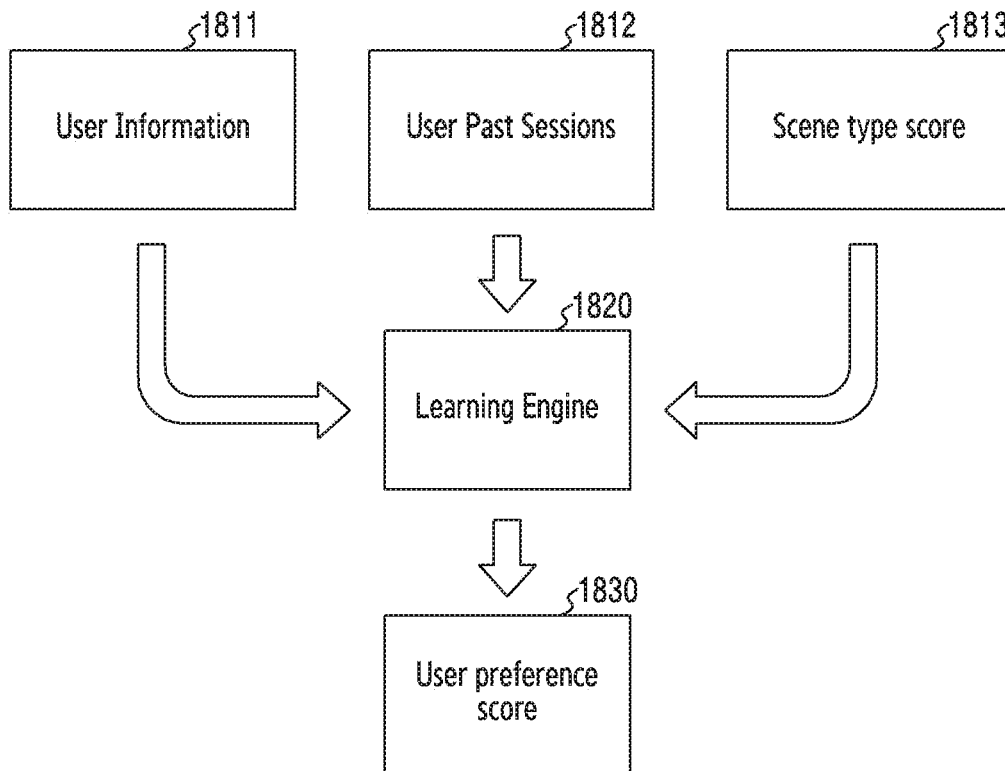 1811
1812
1813
User Information
User Past Sessions
Scene type score
1820
Learning Engine
1830
User preference
score